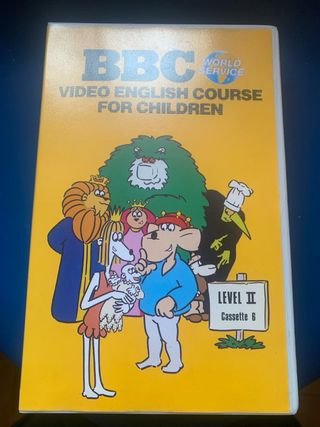 BBC
WORLD
SERVICE
VIDEO ENGLISH COURSE
FOR CHILDREN
LEVEL II
Cassette 6